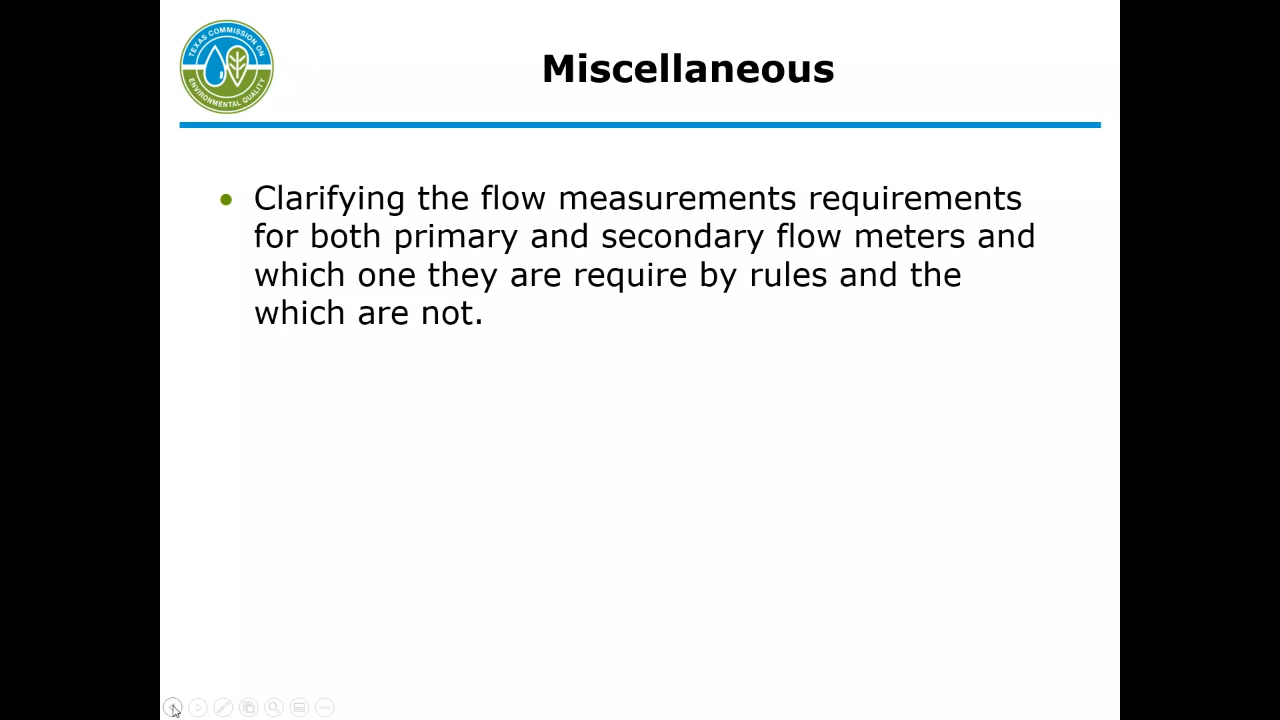 TEXAS COMMISSION ON
ENVIRONMENTAL QUALITY
Miscellaneous
• Clarifying the flow measurements requirements
for both primary and secondary flow meters and
which one they are require by rules and the
which are not.